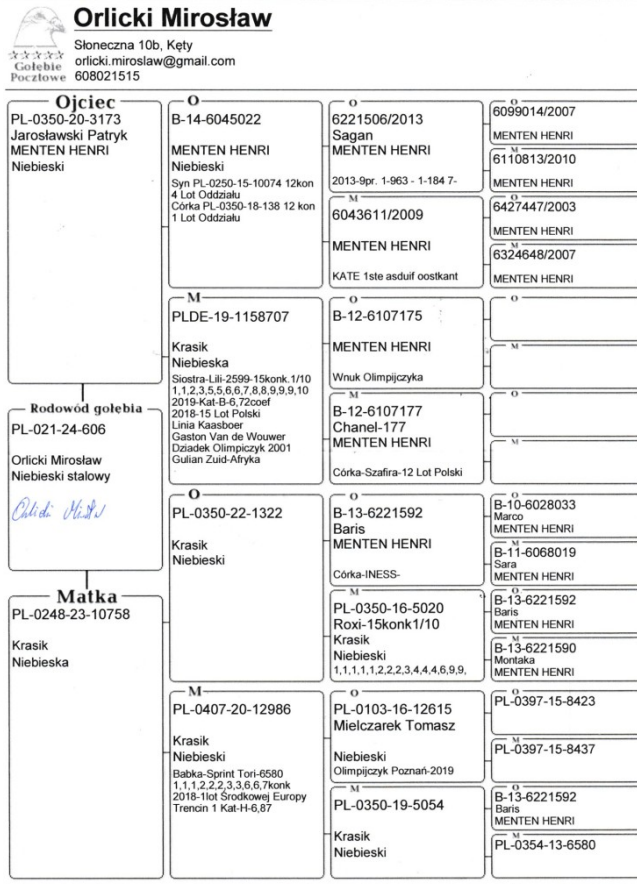 Orlicki Mirosław
Słoneczna 10b, Kęty
orlicki.miroslaw@gmail.com
608021515
Gołębie
Pocztowe
Ojciec
PL-0350-20-3173
Jarosławski Patryk
MENTEN HENRI
Niebieski
Rodowód gołębia
PL-021-24-606
Orlicki Mirosław
Niebieski stalowy
Matka
PL-0248-23-10758
Krasik
Niebieska
O
B-14-6045022
MENTEN HENRI
Niebieski
Syn PL-0250-15-10074 12kon
4 Lot Oddziału
Córka PL-0350-18-138 12 kon
1 Lot Oddziału
M
PLDE-19-1158707
Krasik
Niebieska
Siostra-Lili-2599-15konk.1/10
1,1,2,3,5,5,6,6,7,8,8,9,9,9,10
2019-Kat-B-6,72coef
2018-15 Lot Polski
Linia Kaasboer
Gaston Van de Wouwer
Dziadek Olimpiczyk 2001
Gulian Zuid-Afryka
O
PL-0350-22-1322
Krasik
Niebieski
M
PL-0407-20-12986
Krasik
Niebieski
Babka-Sprint Tori-6580
1,1,1,2,2,2,3,3,6,6,7konk
2018-1lot Środkowej Europy
Trencin 1 Kat-H-6,87
O
6221506/2013
Sagan
MENTEN HENRI
2013-9pr. 1-963 - 1-184 7-
M
6043611/2009
MENTEN HENRI
KATE 1ste asduif oostkant
O
B-12-6107175
MENTEN HENRI
Wnuk Olimpijczyka
M
B-12-6107177
Chanel-177
MENTEN HENRI
Córka-Szafira-12 Lot Polski
O
B-13-6221592
Baris
MENTEN HENRI
Córka-INESS-
M
PL-0350-16-5020
Roxi-15konk1/10
Krasik
Niebieski
1,1,1,1,1,2,2,2,3,4,4,4,6,9,9,
O
PL-0103-16-12615
Mielczarek Tomasz
Niebieski
Olimpijczyk Poznań-2019
M
PL-0350-19-5054
Krasik
Niebieski
O
6099014/2007
MENTEN HENRI
M
6110813/2010
MENTEN HENRI
O
6427447/2003
MENTEN HENRI
M
6324648/2007
MENTEN HENRI
O
M
O
M
O
B-10-6028033
Marco
MENTEN HENRI
M
B-11-6068019
Sara
MENTEN HENRI
O
B-13-6221592
Baris
MENTEN HENRI
M
B-13-6221590
Montaka
MENTEN HENRI
O
PL-0397-15-8423
M
PL-0397-15-8437
O
B-13-6221592
Baris
MENTEN HENRI
M
PL-0354-13-6580